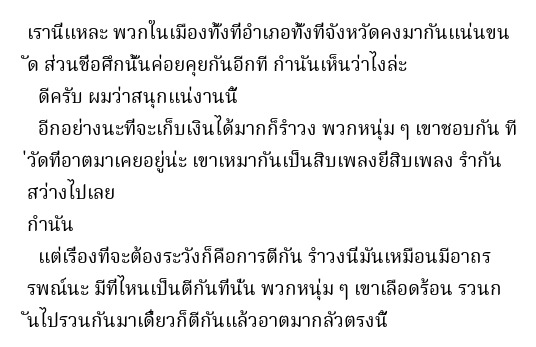 เรานี่แหละ พวกในเมืองทั้งที่อำเภอทั้งที่จังหวัดคงมากันแน่นขน
ัด ส่วนชื่อศึกนั้นค่อยคุยกันอีกที กำนันเห็นว่าไงล่ะ
ดีครับ ผมว่าสนุกแน่งานนี้
อีกอย่างนะที่จะเก็บเงินได้มากก็รำวง พวกหนุ่ม ๆ เขาชอบกัน ที
่วัดที่อาตมาเคยอยู่น่ะ เขาเหมากันเป็นสิบเพลงยี่สิบเพลง รำกัน
สว่างไปเลย
กำนัน
แต่เรื่องที่จะต้องระวังก็คือการตีกัน รำวงนี่มันเหมือนมีอาถร
รพณ์นะ มีที่ไหนเป็นตีกันที่นั่น พวกหนุ่ม ๆ เขาเลือดร้อน รวนก
ันไปรวนกันมาเดี๋ยวก็ตีกันแล้วอาตมากลัวตรงนี้